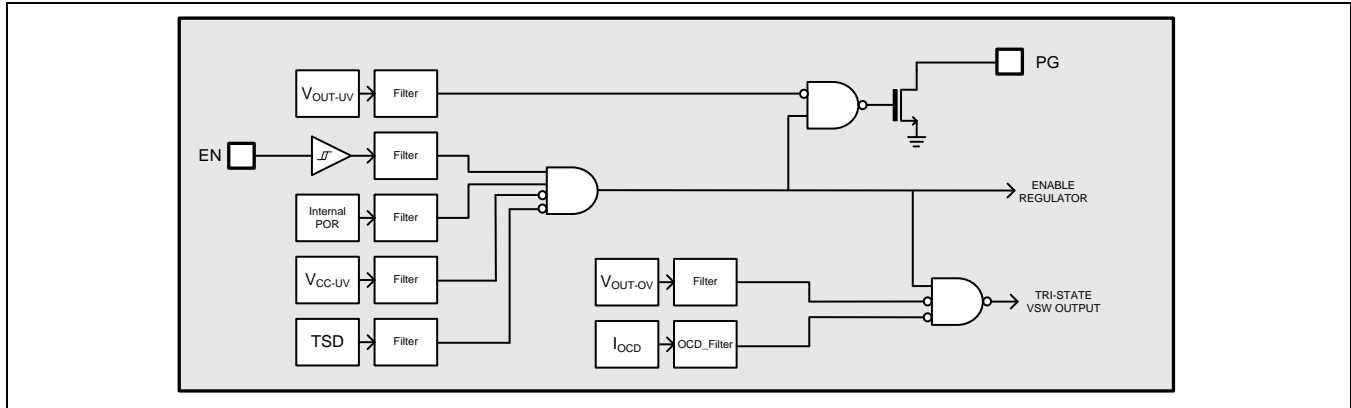 PG
VOUT-UV
Filter
EN
Filter
Internal
POR
Filter
ENABLE
REGULATOR
VCC-UV
Filter
VOUT-OV
Filter
TRI-STATE
VSW OUTPUT
TSD
Filter
IOCD
OCD_Filter